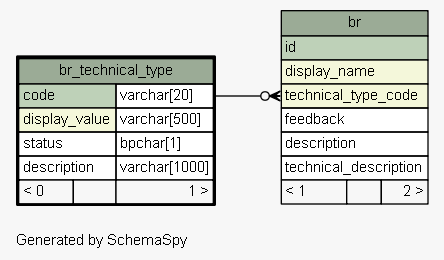 br_technical_type
code varchar[20]
display_value varchar[500]
status bpchar[1]
description varchar[1000]
< 0 1 >
br
id
display_name
technical_type_code
feedback
description
technical_description
< 1 2 >
Generated by SchemaSpy